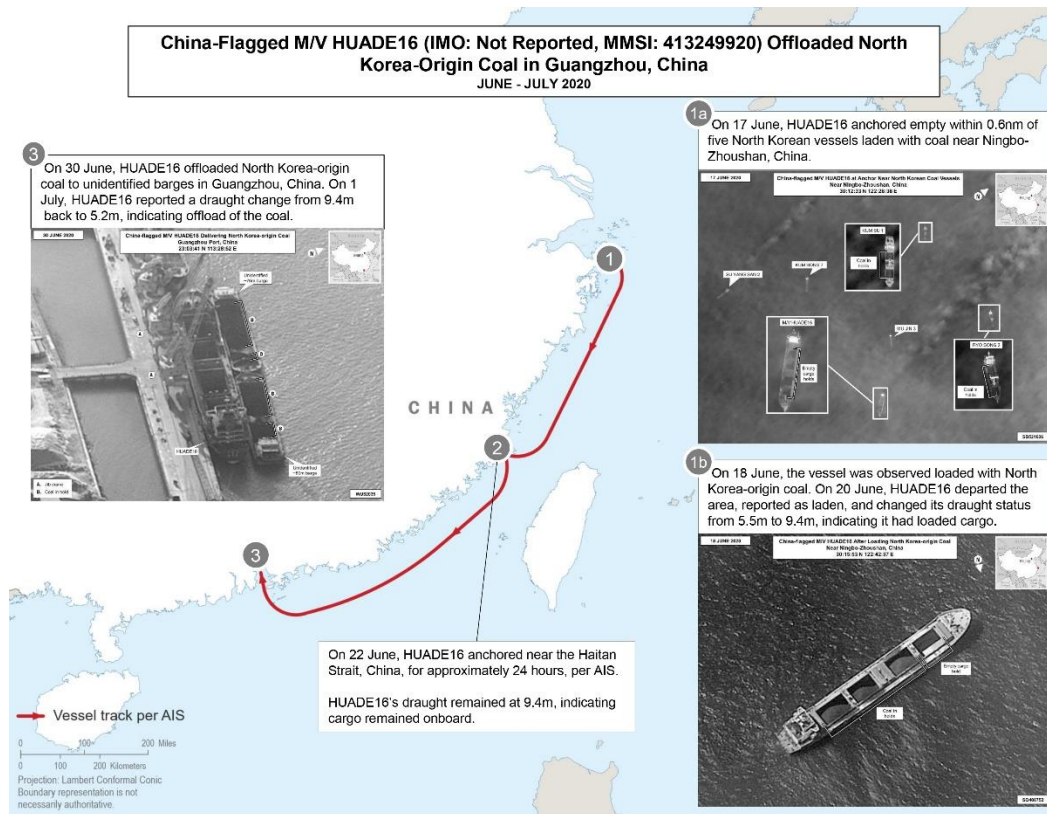 China-Flagged M/V HUADE16 (IMO: Not Reported, MMSI: 413249920) Offloaded North
Korea-Origin Coal in Guangzhou, China
JUNE - JULY 2020
1a
On 17 June, HUADE16 anchored empty within 0.6nm of
five North Korean vessels laden with coal near Ningbo-
Zhoushan, China.
17 JUNE 2020
China-flagged M/V HUADE16 at Anchor Near North Korean Coal Vessels
Near Ningbo-Zhoushan, China
Coal in
holds
M/V HUADE16
Empty
cargo
holds
Coal in
holds
3
On 30 June, HUADE16 offloaded North Korea-origin
coal to unidentified barges in Guangzhou, China. On 1
July, HUADE16 reported a draught change from 9.4m
back to 5.2m, indicating offload of the coal.
30 JUNE 2020
China-flagged M/V HUADE16 Delivering North Korea-origin Coal
Guangzhou Port, China
Unidentified
A
B
B
A
B
B
HUADE16
Unidentified
A
B
1
CHINA
2
3
1b
On 18 June, the vessel was observed loaded with North
Korea-origin coal. On 20 June, HUADE16 departed the
area, reported as laden, and changed its draught status
from 5.5m to 9.4m, indicating it had loaded cargo.
18 JUNE 2020
China-flagged M/V HUADE16 After Loading North Korea-origin Coal
Near Ningbo-Zhoushan, China
Empty cargo
hold
Coal in
holds
On 22 June, HUADE16 anchored near the Haitan
Strait, China, for approximately 24 hours, per AIS.
HUADE16's draught remained at 9.4m, indicating
cargo remained onboard.
Vessel track per AIS
0 100 200 Miles
0 100 200 Kilometers
Projection: Lambert Conformal Conic
Boundary representation is not
necessarily authoritative.